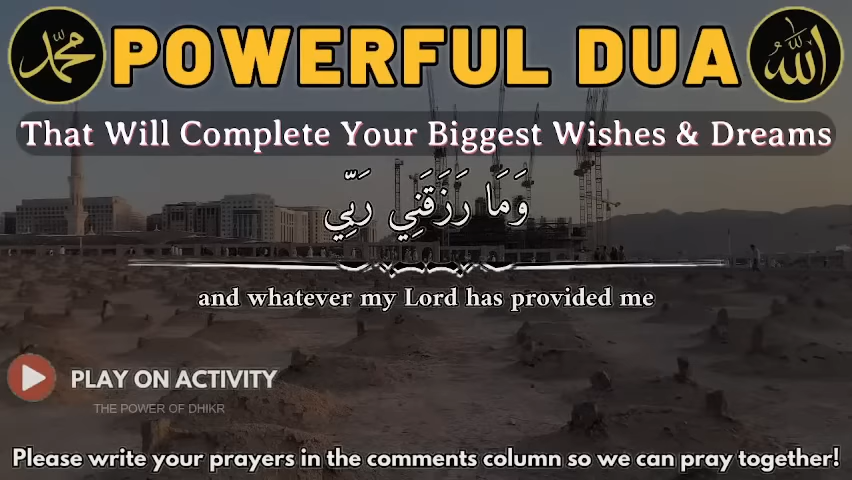 محمد
POWERFUL DUA
الله
That Will Complete Your Biggest Wishes & Dreams
وَمَا رَزَقَنِي رَبِّي
and whatever my Lord has provided me
PLAY ON ACTIVITY
THE POWER OF DHIKR
Please write your prayers in the comments column so we can pray together!